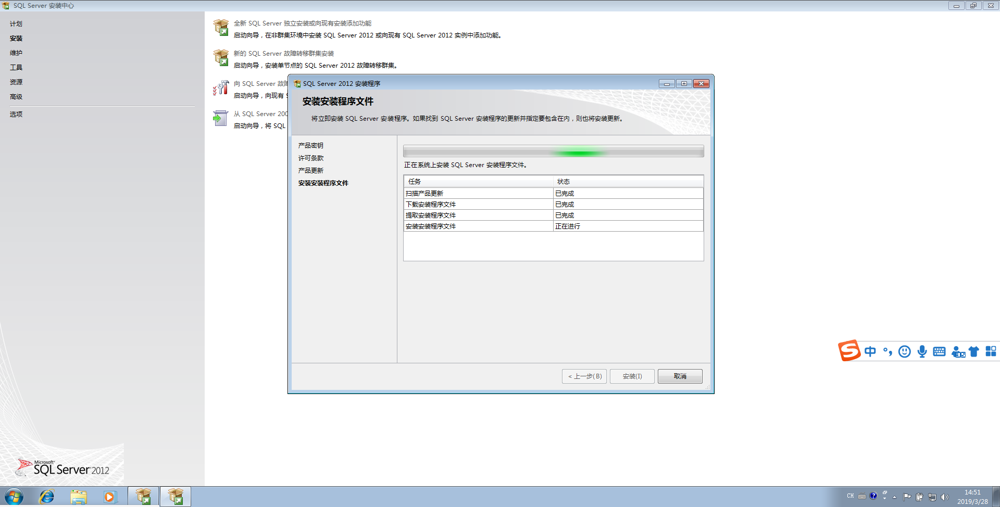 SQL Server 安装中心
计划
安装
维护
工具
资源
高级
选项
全新 SQL Server 独立安装或向现有安装添加功能
启动向导，在非群集环境中安装 SQL Server 2012 或向现有 SQL Server 2012 实例中添加功能。
新的 SQL Server 故障转移群集安装
启动向导，安装单节点的 SQL Server 2012 故障转移群集。
向 SQL Server 故障
启动向导，向现有 S
从 SQL Server 200
启动向导，将 SQL
SQL Server 2012 安装程序
安装安装程序文件
将立即安装 SQL Server 安装程序。如果找到 SQL Server 安装程序的更新并指定要包含在内，则也将安装更新。
产品密钥
许可条款
产品更新
安装安装程序文件
正在系统上安装 SQL Server 安装程序文件。
任务 状态
扫描产品更新 已完成
下载安装程序文件 已完成
提取安装程序文件 已完成
安装安装程序文件 正在进行
< 上一步(B) 安装(I) 取消
中
35
Microsoft
SQL Server 2012
CH
14:51
2019/3/28